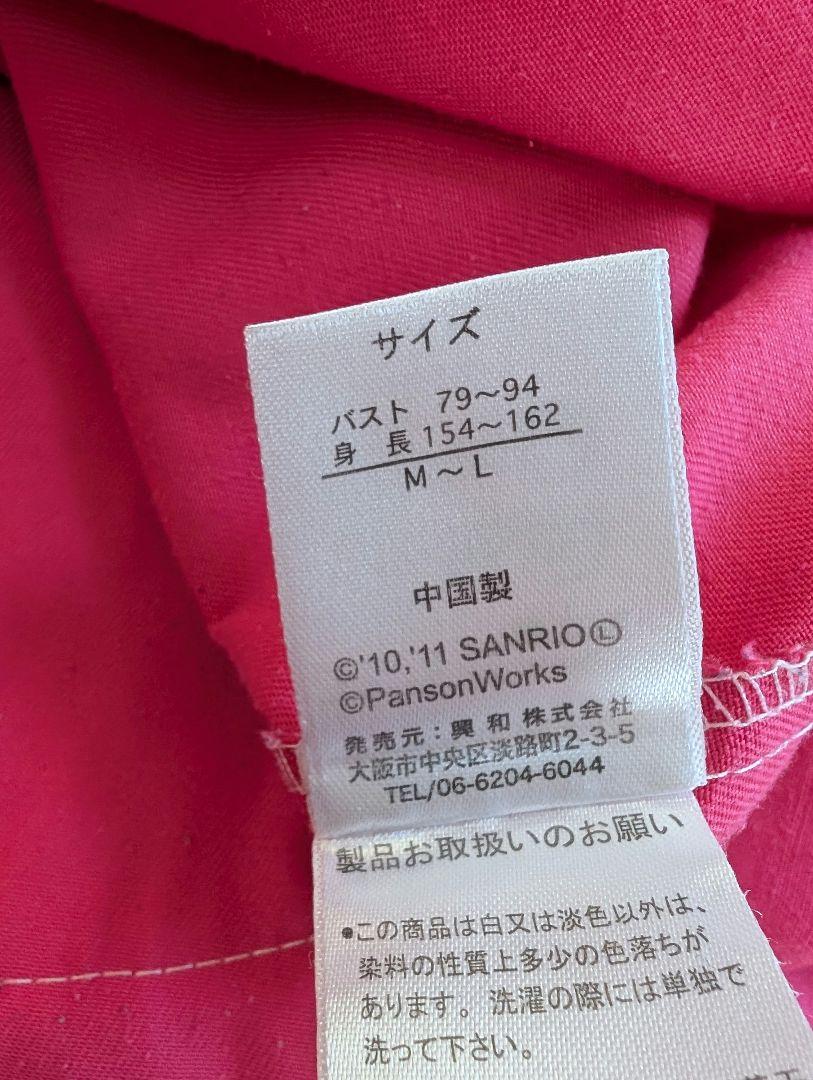 サイズ
バスト 79～94
身 長 154～162
M～L
中国製
©'10,'11 SANRIO Ⓛ
©PansonWorks
発売元：興 和 株式会社
大阪市中央区淡路町2-3-5
TEL/06-6204-6044
製品お取扱いのお願い
●この商品は白又は淡色以外は、
染料の性質上多少の色落ちが
あります。洗濯の際には単独で
洗って下さい。